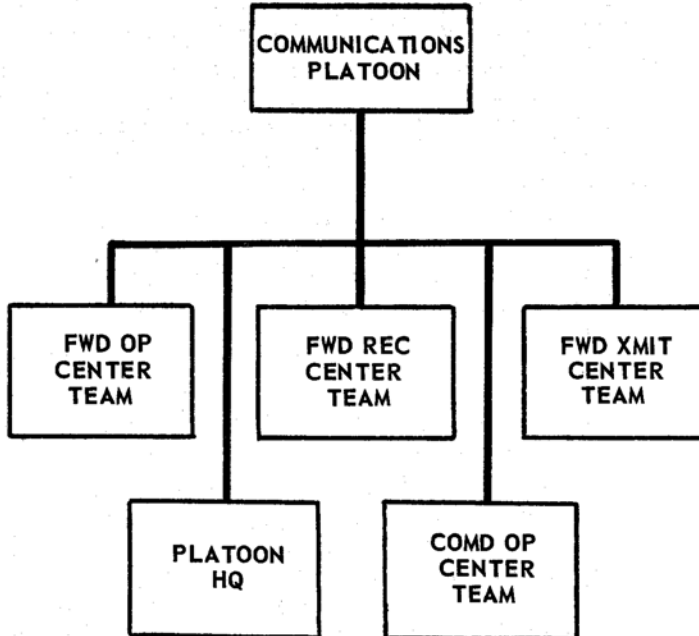 COMMUNICATIONS
PLATOON
FWD OP
CENTER
TEAM
FWD REC
CENTER
TEAM
FWD XMIT
CENTER
TEAM
PLATOON
HQ
COMD OP
CENTER
TEAM